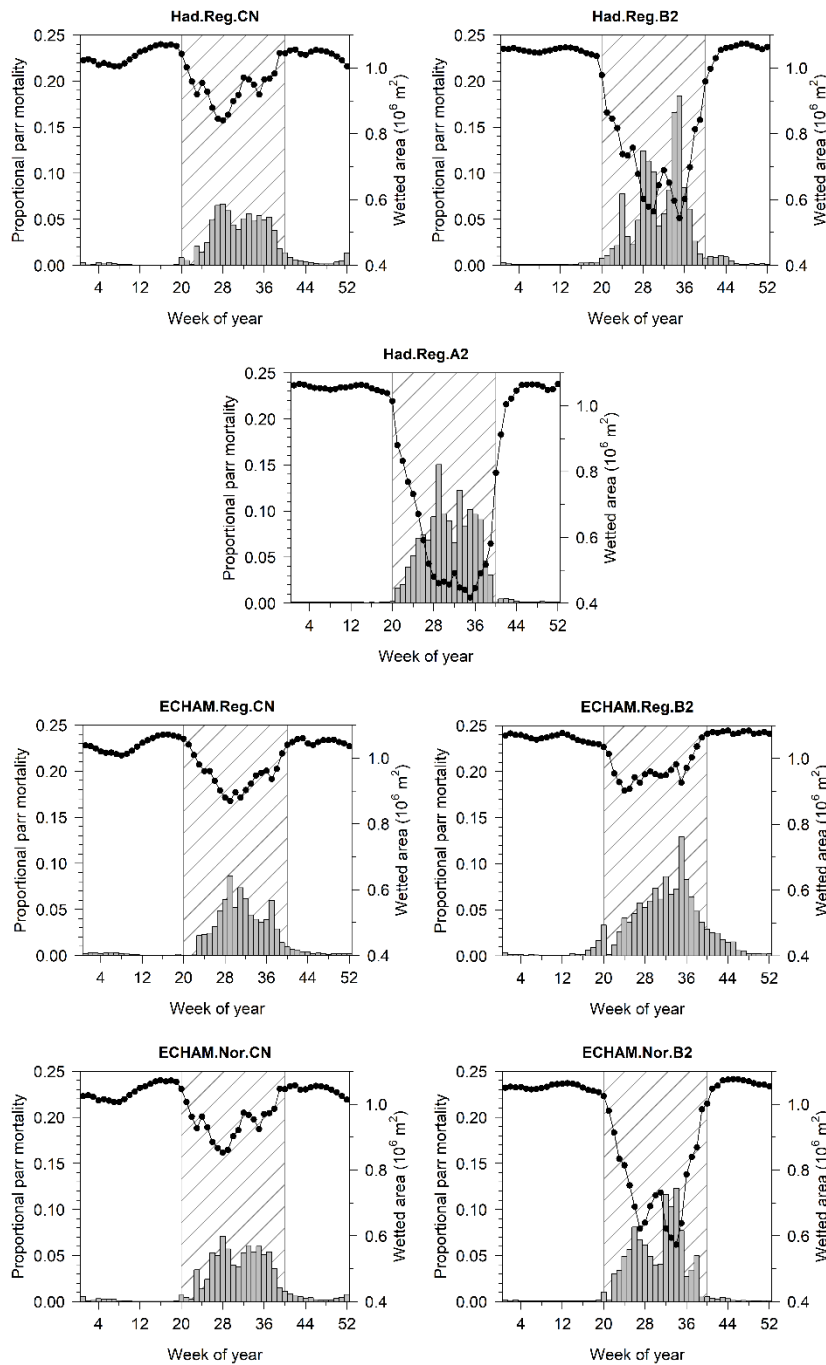 Had.Reg.CN
Proportional parr mortality
0.25
0.20
0.15
0.10
0.05
0.00
1.0
0.8
0.6
0.4
Wetted area (10⁶ m²)
4 12 20 28 36 44 52
Week of year
Had.Reg.B2
Proportional parr mortality
0.25
0.20
0.15
0.10
0.05
0.00
1.0
0.8
0.6
0.4
Wetted area (10⁶ m²)
4 12 20 28 36 44 52
Week of year
Had.Reg.A2
Proportional parr mortality
0.25
0.20
0.15
0.10
0.05
0.00
1.0
0.8
0.6
0.4
Wetted area (10⁶ m²)
4 12 20 28 36 44 52
Week of year
ECHAM.Reg.CN
Proportional parr mortality
0.25
0.20
0.15
0.10
0.05
0.00
1.0
0.8
0.6
0.4
Wetted area (10⁶ m²)
4 12 20 28 36 44 52
Week of year
ECHAM.Reg.B2
Proportional parr mortality
0.25
0.20
0.15
0.10
0.05
0.00
1.0
0.8
0.6
0.4
Wetted area (10⁶ m²)
4 12 20 28 36 44 52
Week of year
ECHAM.Nor.CN
Proportional parr mortality
0.25
0.20
0.15
0.10
0.05
0.00
1.0
0.8
0.6
0.4
Wetted area (10⁶ m²)
4 12 20 28 36 44 52
Week of year
ECHAM.Nor.B2
Proportional parr mortality
0.25
0.20
0.15
0.10
0.05
0.00
1.0
0.8
0.6
0.4
Wetted area (10⁶ m²)
4 12 20 28 36 44 52
Week of year